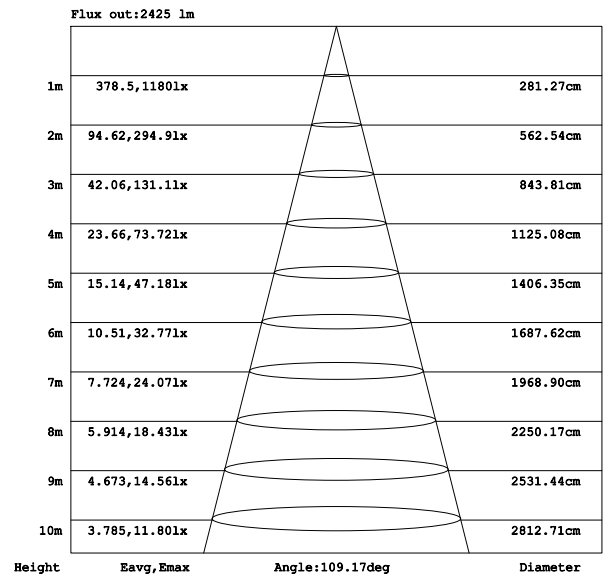 Flux out:2425 lm
1m 378.5,1180lx 281.27cm
2m 94.62,294.9lx 562.54cm
3m 42.06,131.1lx 843.81cm
4m 23.66,73.72lx 1125.08cm
5m 15.14,47.18lx 1406.35cm
6m 10.51,32.77lx 1687.62cm
7m 7.724,24.07lx 1968.90cm
8m 5.914,18.43lx 2250.17cm
9m 4.673,14.56lx 2531.44cm
10m 3.785,11.80lx 2812.71cm
Height Eavg,Emax Angle:109.17deg Diameter